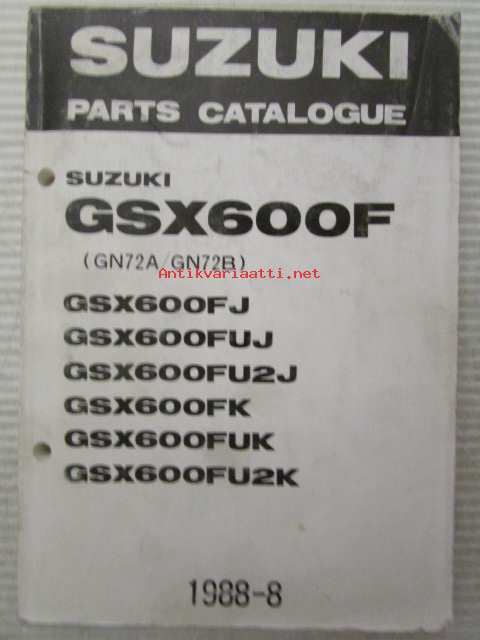 SUZUKI
PARTS CATALOGUE
SUZUKI
GSX600F
(GN72A/GN72B)
Antikvariaatti.net
GSX600FJ
GSX600FUJ
GSX600FU2J
GSX600FK
GSX600FUK
GSX600FU2K
1988-8